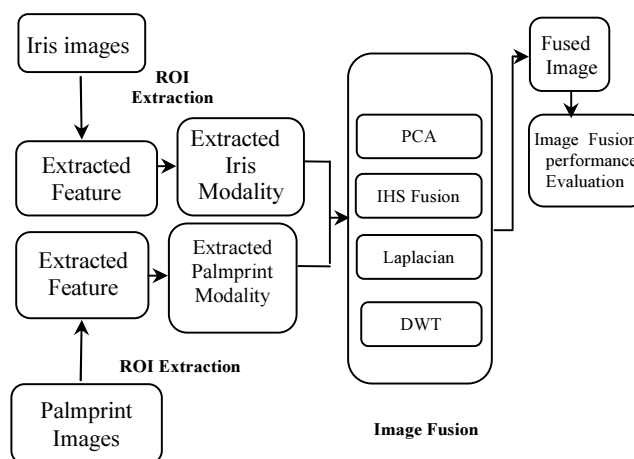 Iris images
ROI
Extraction
Extracted
Feature
Extracted
Iris
Modality
Extracted
Feature
Extracted
Palmprint
Modality
ROI Extraction
Palmprint
Images
PCA
IHS Fusion
Laplacian
DWT
Image Fusion
Fused
Image
Image Fusion
performance
Evaluation